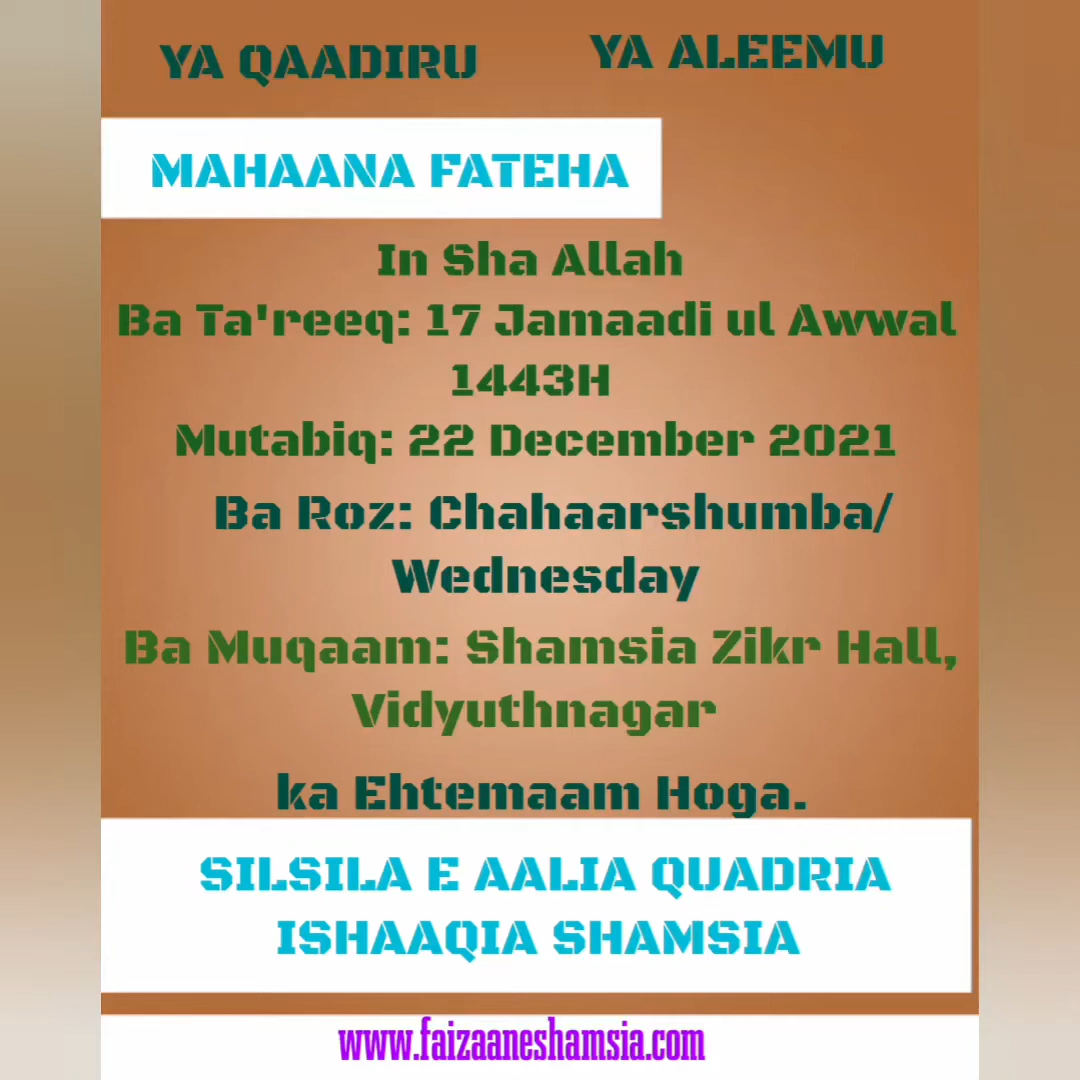 YA QAADIRU YA ALEEMU
MAHAANA FATEHA
In Sha Allah
Ba Ta'reeq: 17 Jamaadi ul Awwal
1443H
Mutabiq: 22 December 2021
Ba Roz: Chahaarshumba/
Wednesday
Ba Muqaam: Shamsia Zikr Hall,
Vidyuthnagar
ka Ehtemaam Hoga.
SILSILA E AALIA QUADRIA
ISHAAQIA SHAMSIA
www.faizaaneshamsia.com